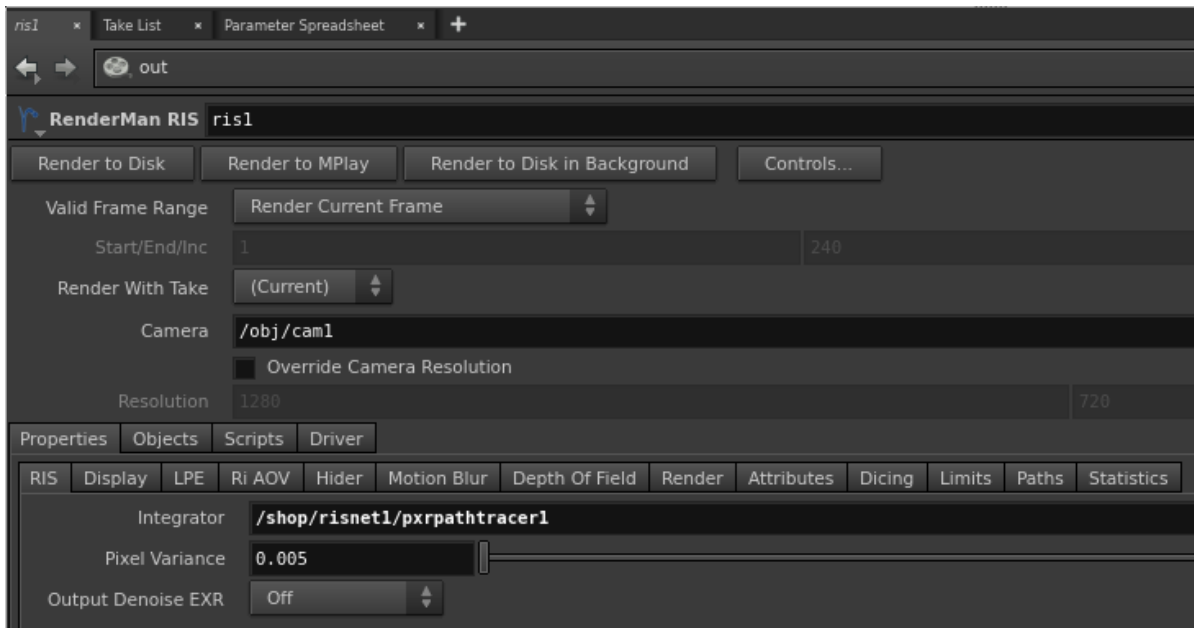 ris1 × Take List × Parameter Spreadsheet × +
out
RenderMan RIS ris1
Render to Disk Render to MPlay Render to Disk in Background Controls...
Valid Frame Range Render Current Frame
Start/End/Inc 1 240
Render With Take (Current)
Camera /obj/cam1
Override Camera Resolution
Resolution 1280 720
Properties Objects Scripts Driver
RIS Display LPE Ri AOV Hider Motion Blur Depth Of Field Render Attributes Dicing Limits Paths Statistics
Integrator /shop/risnet1/pxrpathtracer1
Pixel Variance 0.005
Output Denoise EXR Off